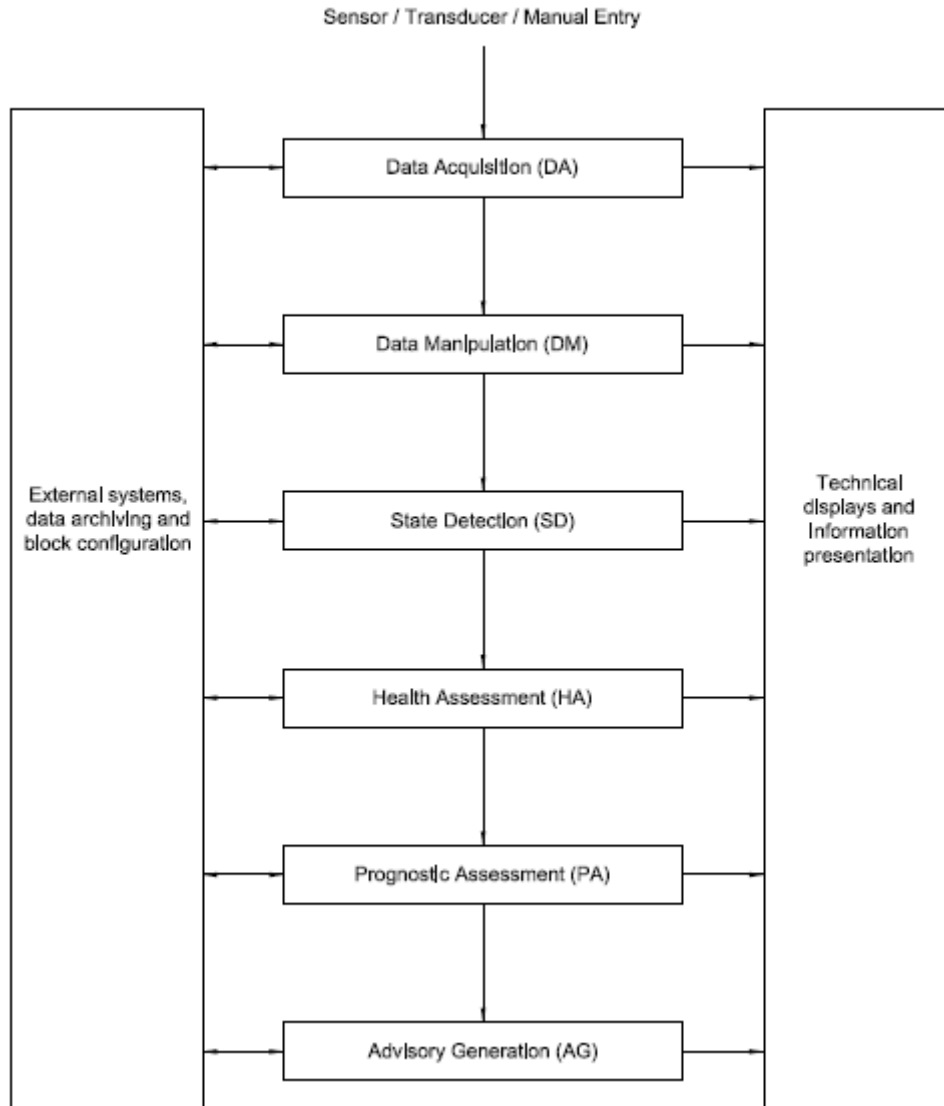 Sensor / Transducer / Manual Entry
Data Acquisition (DA)
Data Manipulation (DM)
External systems,
data archiving and
block configuration
State Detection (SD)
Technical
displays and
information
presentation
Health Assessment (HA)
Prognostic Assessment (PA)
Advisory Generation (AG)